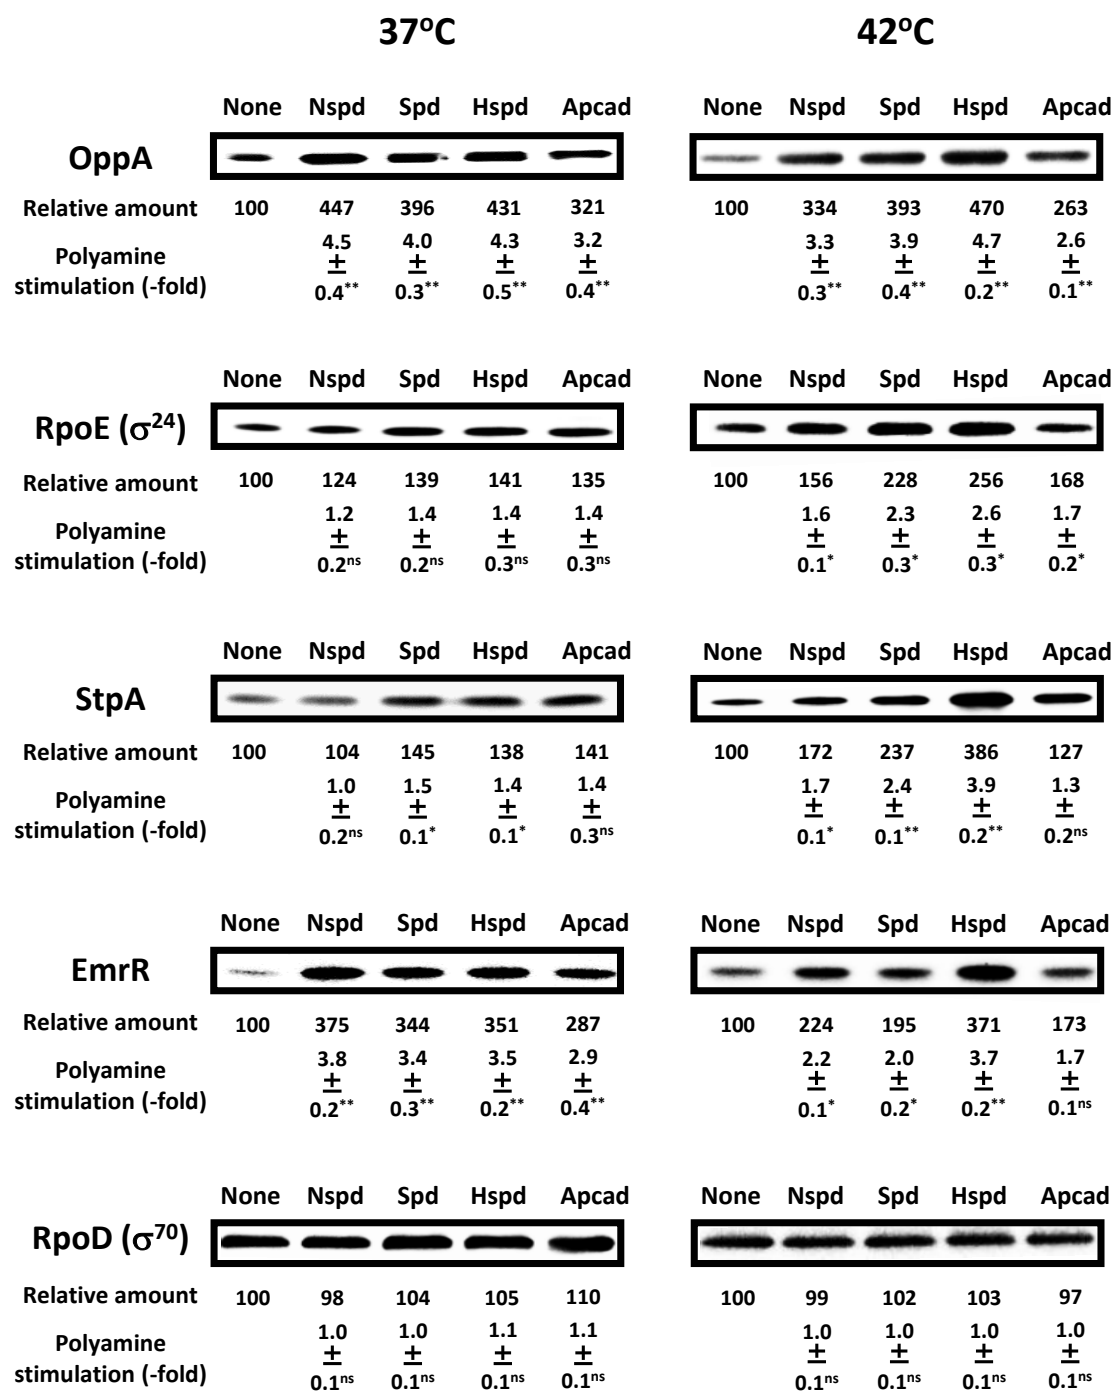 37°C 42°C
None Nspd Spd Hspd Apcad None Nspd Spd Hspd Apcad
OppA
Relative amount 100 447 396 431 321 100 334 393 470 263
Polyamine stimulation (-fold) 4.5 ± 0.4** 4.0 ± 0.3** 4.3 ± 0.5** 3.2 ± 0.4** 3.3 ± 0.3** 3.9 ± 0.4** 4.7 ± 0.2** 2.6 ± 0.1**
None Nspd Spd Hspd Apcad None Nspd Spd Hspd Apcad
RpoE (σ²⁴)
Relative amount 100 124 139 141 135 100 156 228 256 168
Polyamine stimulation (-fold) 1.2 ± 0.2ns 1.4 ± 0.2ns 1.4 ± 0.3ns 1.4 ± 0.3ns 1.6 ± 0.1* 2.3 ± 0.3* 2.6 ± 0.3* 1.7 ± 0.2*
None Nspd Spd Hspd Apcad None Nspd Spd Hspd Apcad
StpA
Relative amount 100 104 145 138 141 100 172 237 386 127
Polyamine stimulation (-fold) 1.0 ± 0.2ns 1.5 ± 0.1* 1.4 ± 0.1* 1.4 ± 0.3ns 1.7 ± 0.1* 2.4 ± 0.1** 3.9 ± 0.2** 1.3 ± 0.2ns
None Nspd Spd Hspd Apcad None Nspd Spd Hspd Apcad
EmrR
Relative amount 100 375 344 351 287 100 224 195 371 173
Polyamine stimulation (-fold) 3.8 ± 0.2** 3.4 ± 0.3** 3.5 ± 0.2** 2.9 ± 0.4** 2.2 ± 0.1* 2.0 ± 0.2* 3.7 ± 0.2** 1.7 ± 0.1ns
None Nspd Spd Hspd Apcad None Nspd Spd Hspd Apcad
RpoD (σ⁷⁰)
Relative amount 100 98 104 105 110 100 99 102 103 97
Polyamine stimulation (-fold) 1.0 ± 0.1ns 1.0 ± 0.1ns 1.1 ± 0.1ns 1.1 ± 0.1ns 1.0 ± 0.1ns 1.0 ± 0.1ns 1.0 ± 0.1ns 1.0 ± 0.1ns